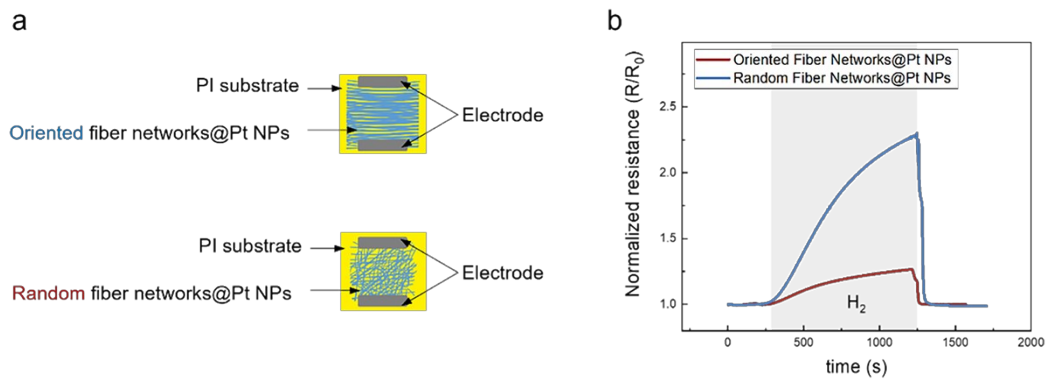 a
PI substrate
Oriented fiber networks@Pt NPs
Electrode
PI substrate
Random fiber networks@Pt NPs
Electrode
b
Oriented Fiber Networks@Pt NPs
Random Fiber Networks@Pt NPs
Normalized resistance (R/R₀)
2.5
2.0
1.5
1.0
H₂
0 500 1000 1250 1500 2000
time (s)